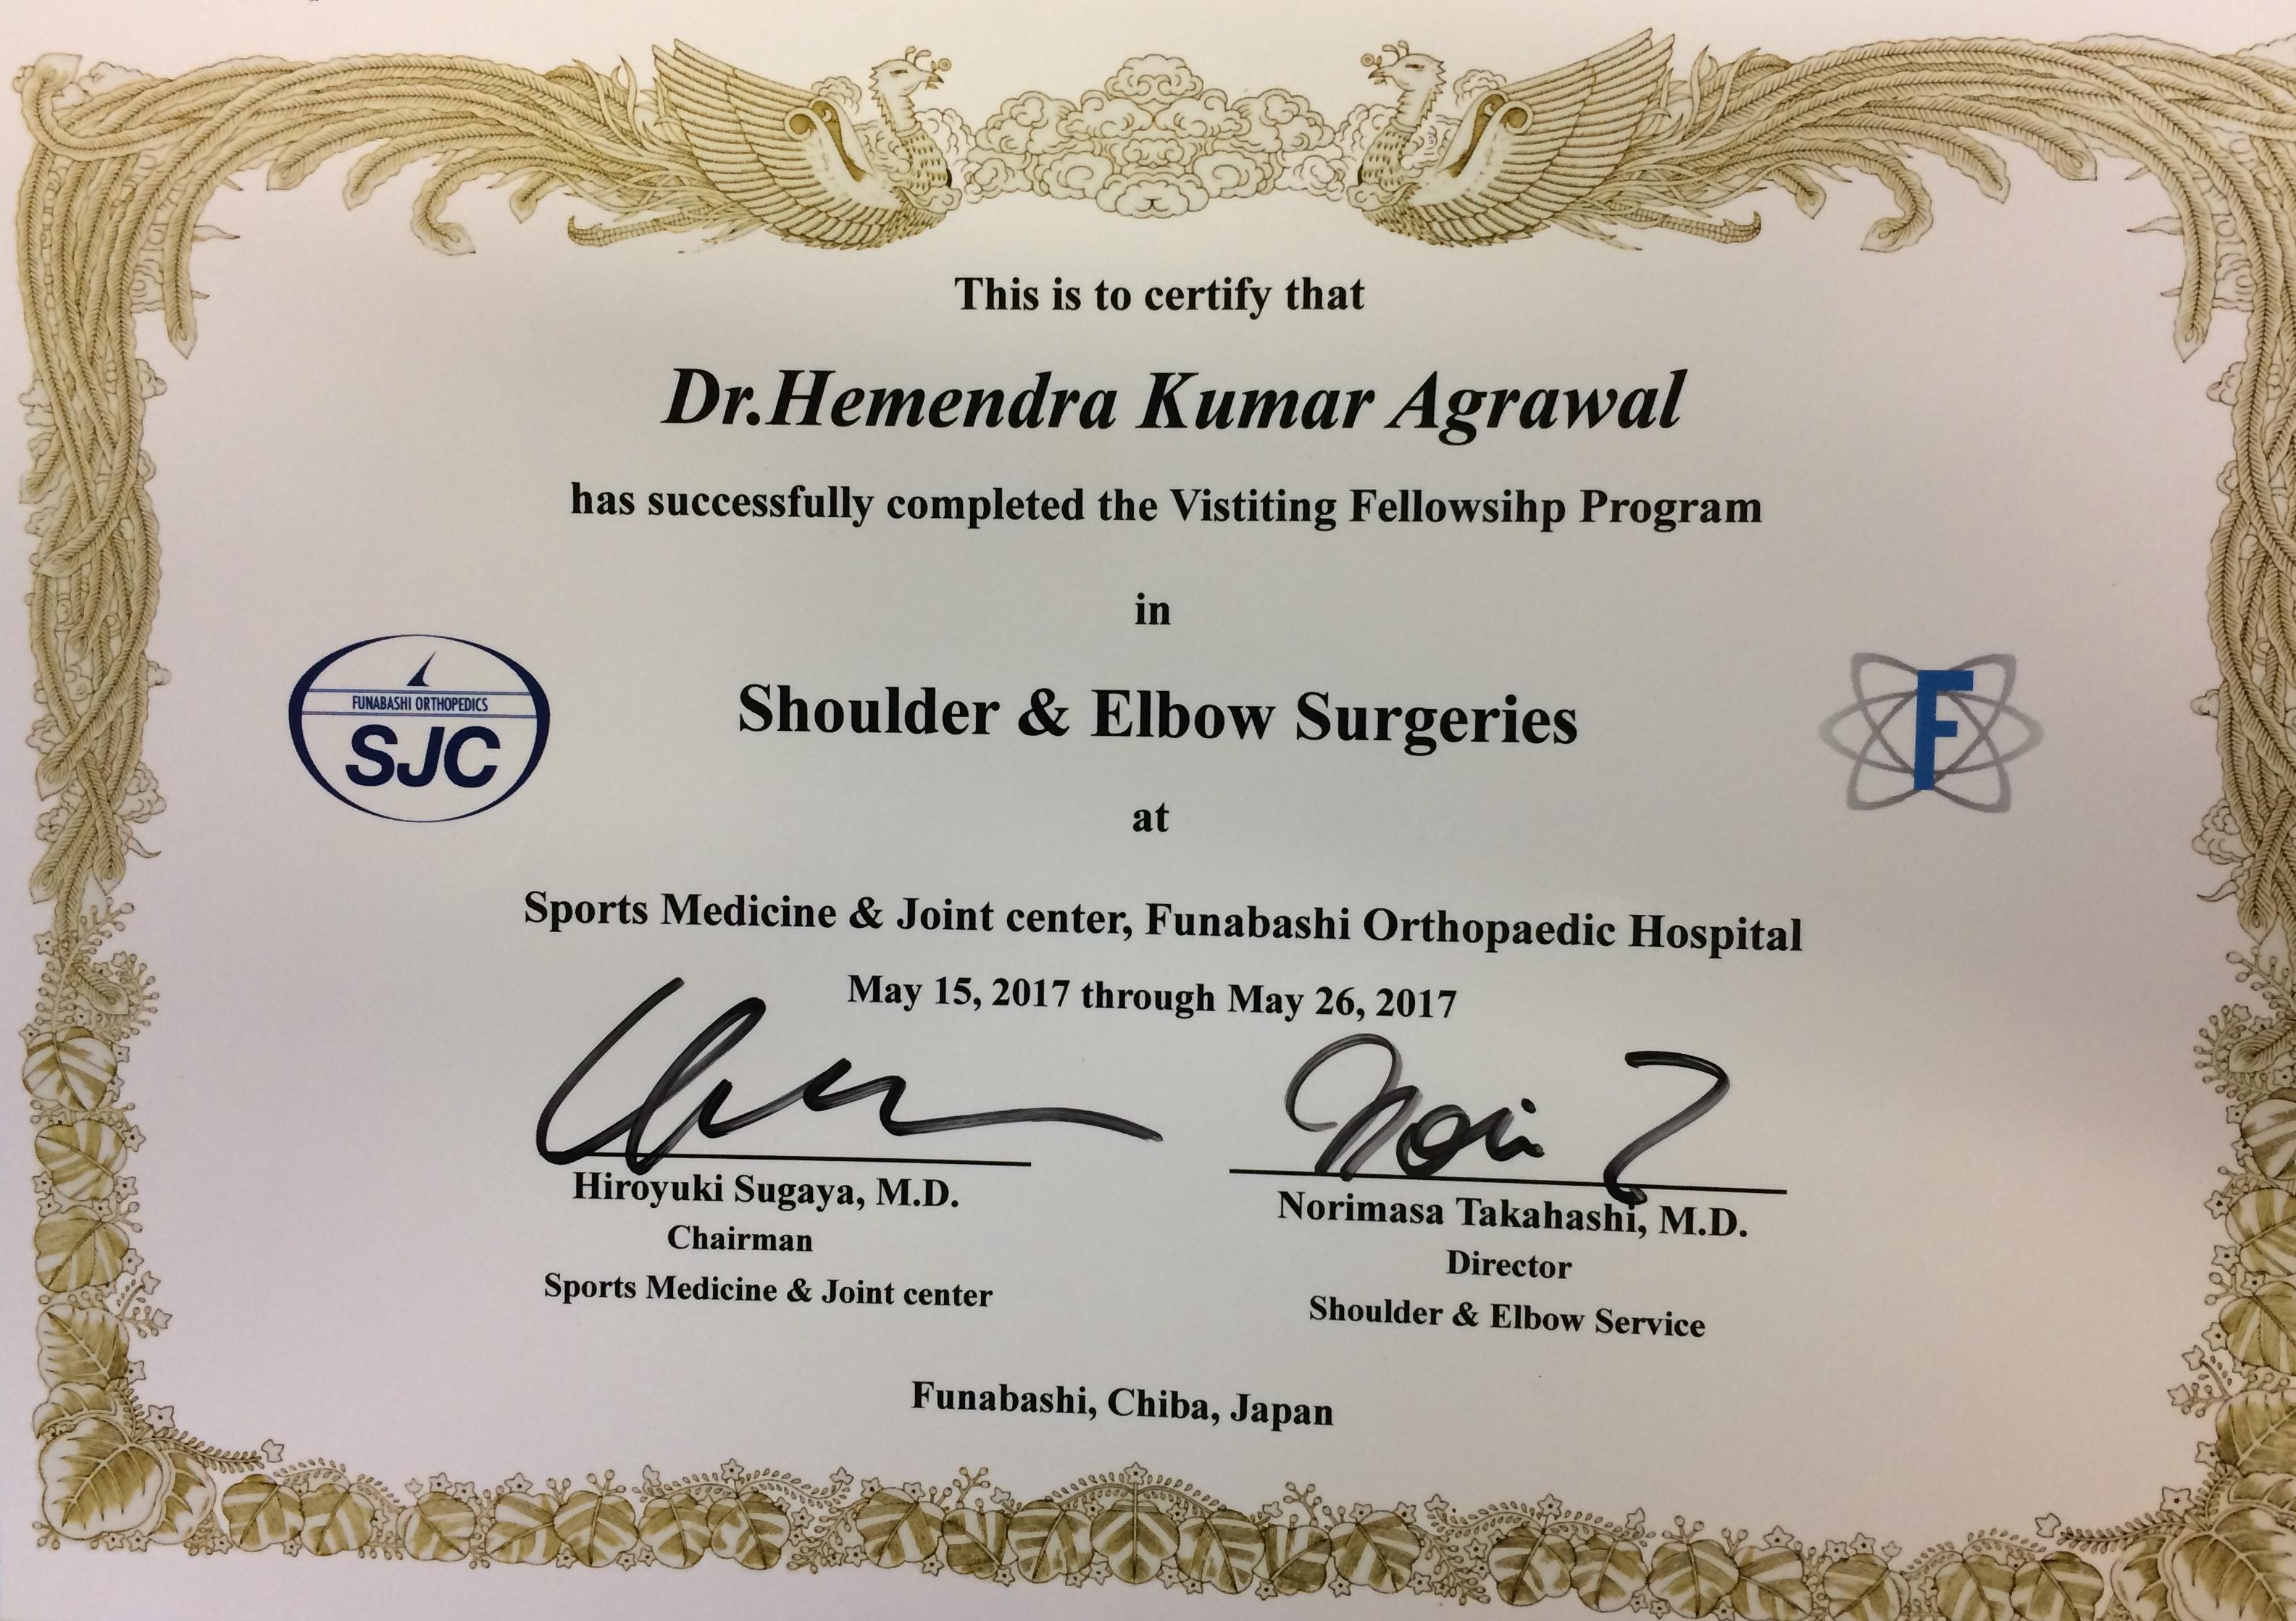 This is to certify that
Dr.Hemendra Kumar Agrawal
has successfully completed the Vistiting Fellowsihp Program
in
FUNABASHI ORTHOPEDICS
SJC
Shoulder & Elbow Surgeries
F
at
Sports Medicine & Joint center, Funabashi Orthopaedic Hospital
May 15, 2017 through May 26, 2017
Hiroyuki Sugaya, M.D.
Chairman
Sports Medicine & Joint center
Norimasa Takahashi, M.D.
Director
Shoulder & Elbow Service
Funabashi, Chiba, Japan